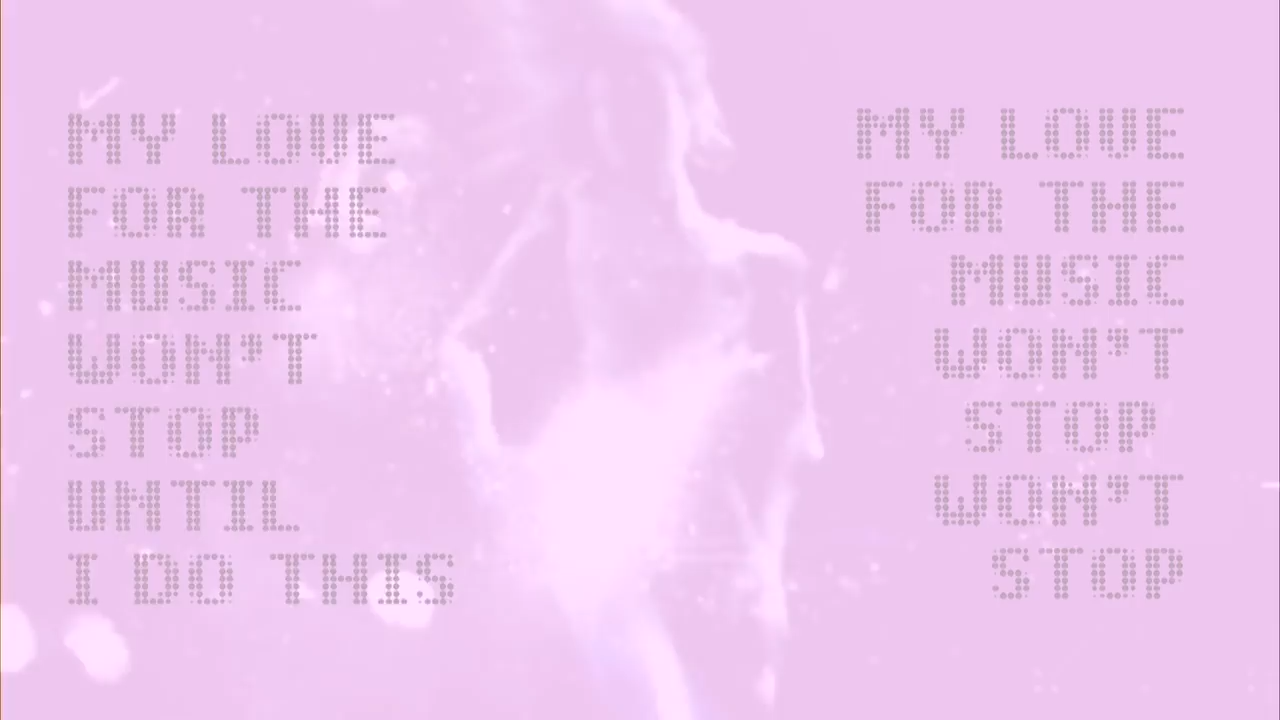 MY LOVE
FOR THE
MUSIC
WON'T
STOP
UNTIL
I DO THIS
MY LOVE
FOR THE
MUSIC
WON'T
STOP
WON'T
STOP